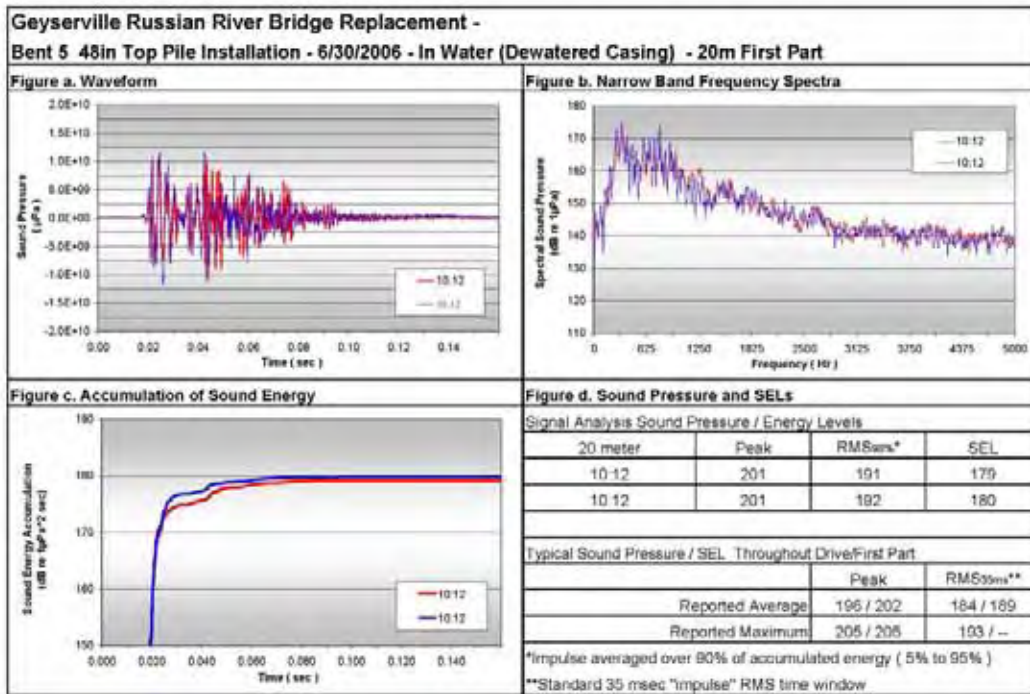 Geyserville Russian River Bridge Replacement -
Bent 5 48in Top Pile Installation - 6/30/2006 - In Water (Dewatered Casing) - 20m First Part
Figure a. Waveform
Sound Pressure
( µPa )
2.0E+10
1.5E+10
1.0E+10
5.0E+09
0.0E+00
-5.0E+09
-1.0E+10
-1.5E+10
-2.0E+10
10:12
10:12
0.00 0.02 0.04 0.06 0.08 0.10 0.12 0.14
Time ( sec )
Figure b. Narrow Band Frequency Spectra
Spectral Sound Pressure
(dB re 1µPa)
180
170
160
150
140
130
120
110
10:12
10:12
0 625 1250 1875 2500 3125 3750 4375 5000
Frequency ( Hz )
Figure c. Accumulation of Sound Energy
Sound Energy Accumulation
(dB re 1µPa^2 sec)
190
180
170
160
150
10:12
10:12
0.000 0.020 0.040 0.060 0.080 0.100 0.120 0.140
Time ( sec )
Figure d. Sound Pressure and SELs
Signal Analysis Sound Pressure / Energy Levels
20 meter Peak RMS90%* SEL
10:12 201 191 179
10:12 201 192 180
Typical Sound Pressure / SEL Throughout Drive/First Part
Peak RMS35ms**
Reported Average 196 / 202 184 / 189
Reported Maximum 205 / 205 193 / --
*Impulse averaged over 90% of accumulated energy ( 5% to 95% )
**Standard 35 msec "impulse" RMS time window